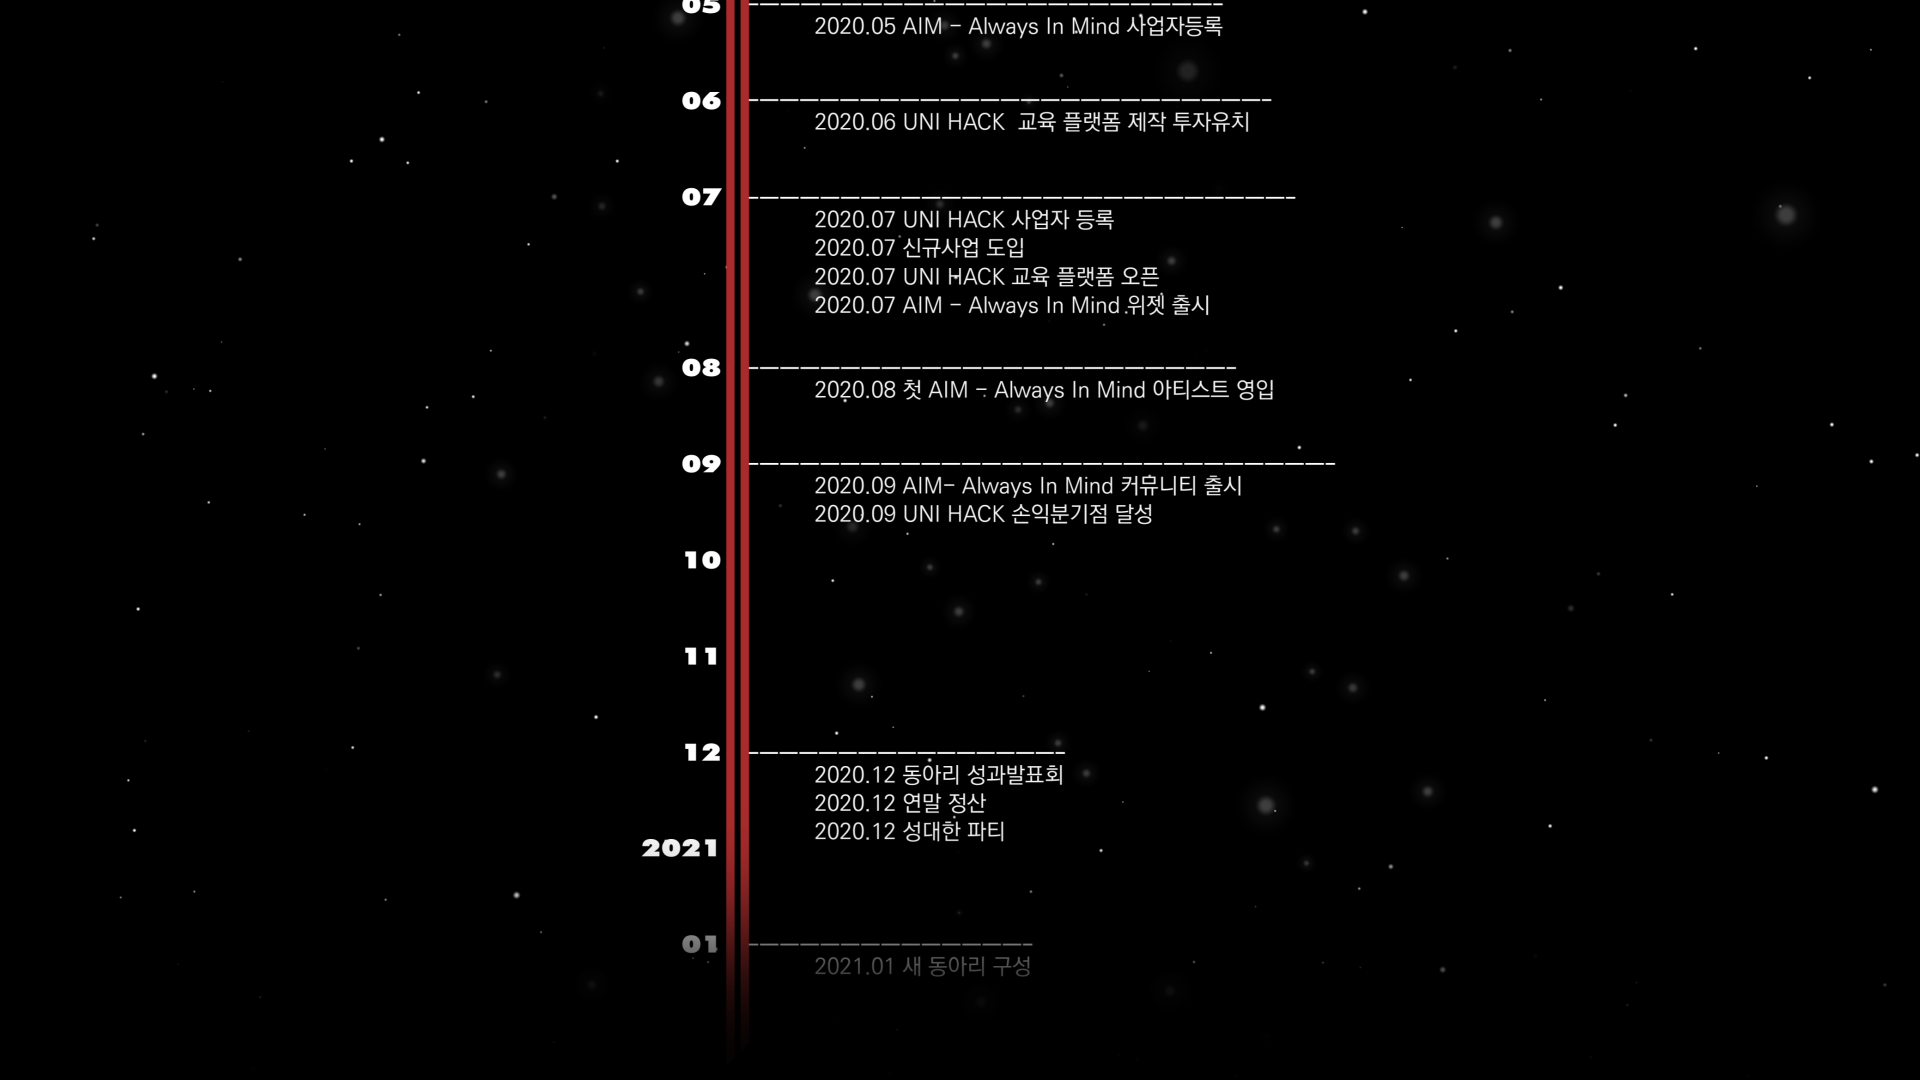 05
2020.05 AIM - Always In Mind 사업자등록
06
2020.06 UNI HACK  교육 플랫폼 제작 투자유치
07
2020.07 UNI HACK 사업자 등록
2020.07 신규사업 도입
2020.07 UNI HACK 교육 플랫폼 오픈
2020.07 AIM - Always In Mind 위젯 출시
08
2020.08 첫 AIM - Always In Mind 아티스트 영입
09
2020.09 AIM- Always In Mind 커뮤니티 출시
2020.09 UNI HACK 손익분기점 달성
10
11
12
2020.12 동아리 성과발표회
2020.12 연말 정산
2020.12 성대한 파티
2021
01
2021.01 새 동아리 구성